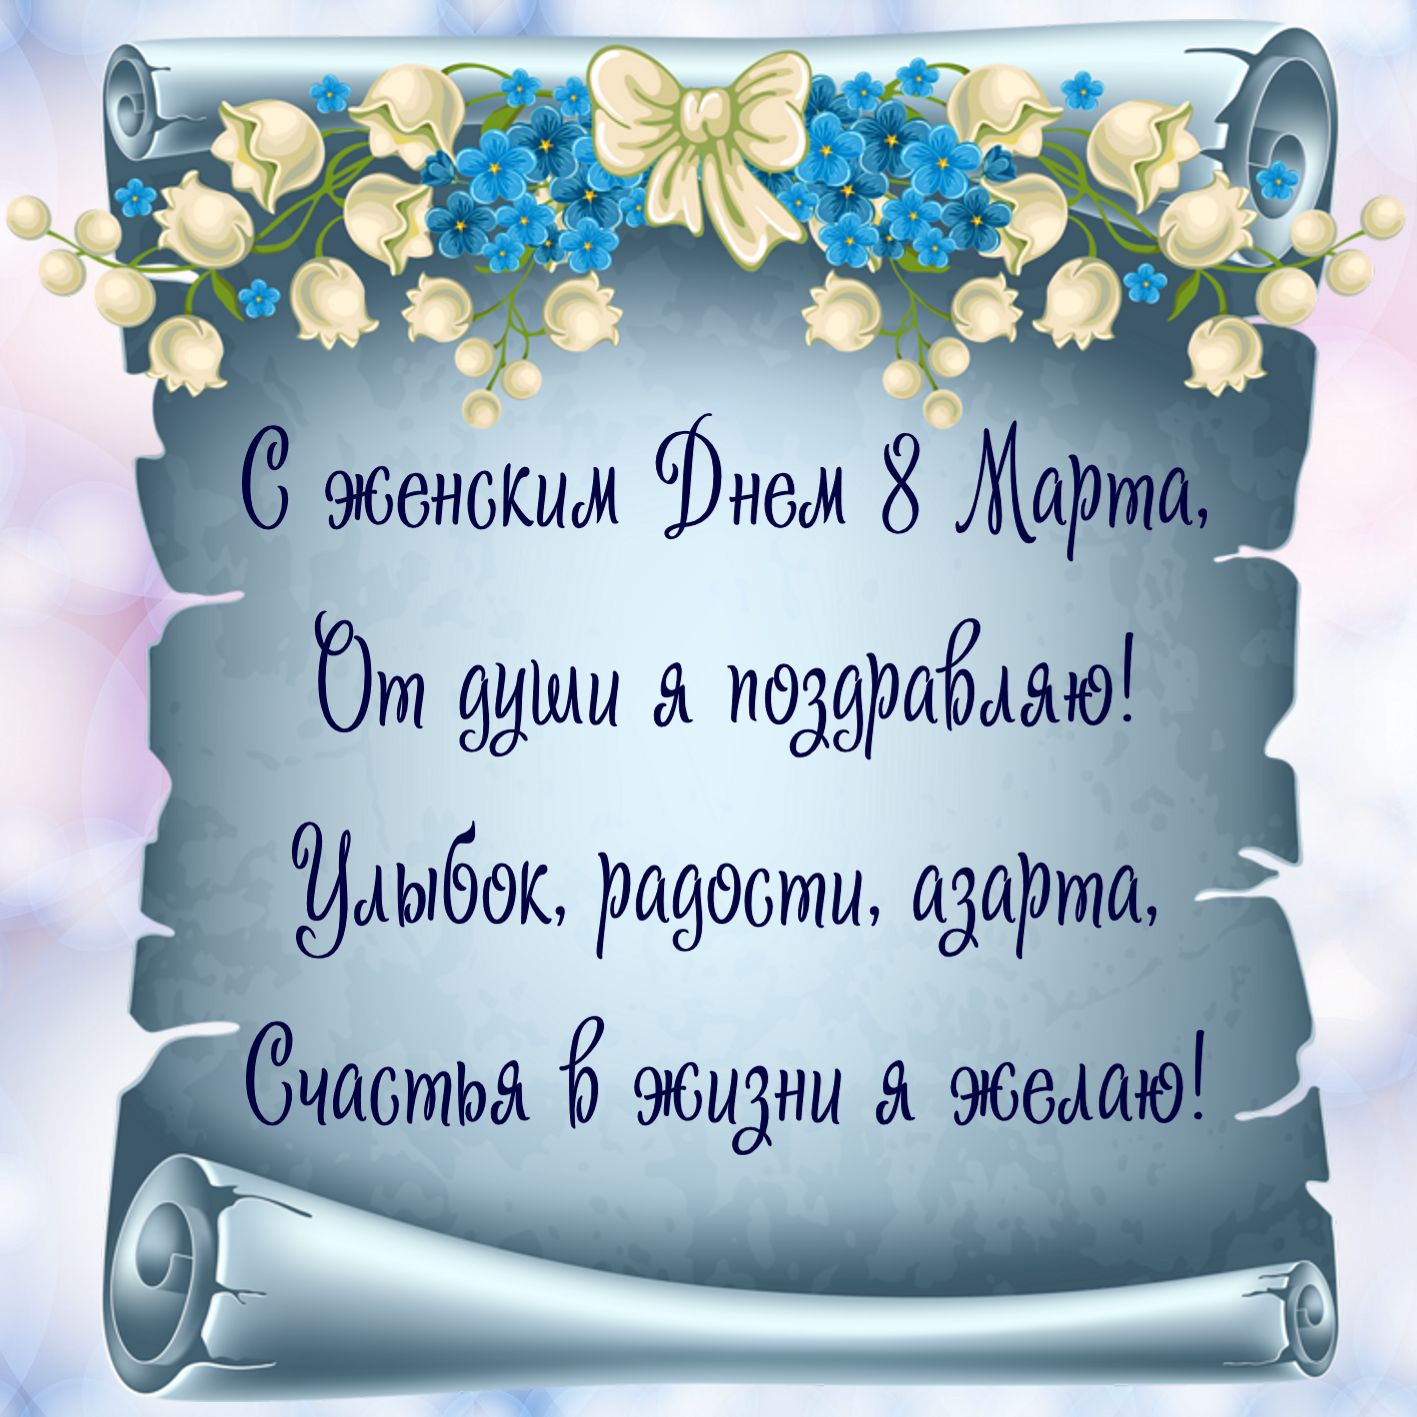 С женским Днем 8 Марта,
От души я поздравляю!
Улыбок, радости, азарта,
Счастья в жизни я желаю!